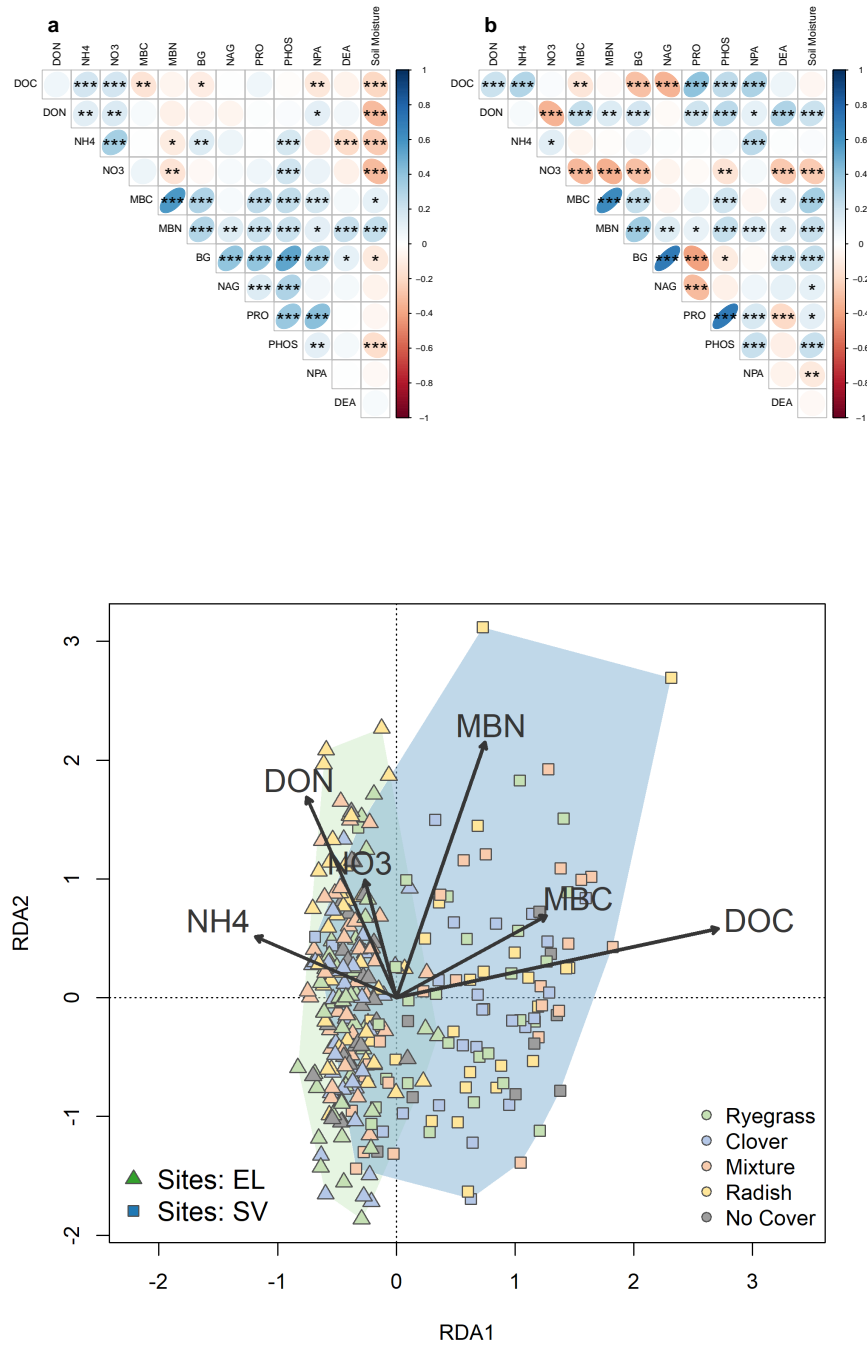 a
DON NH4 NO3 MBC MBN BG NAG PRO PHOS NPA DEA Soil Moisture
DOC *** *** ** * ** ***
DON ** ** * ***
NH4 *** * ** *** *** ***
NO3 ** *** ***
MBC *** *** *** *** *** *
MBN *** ** *** *** * *** ***
BG *** *** *** *** * *
NAG *** ***
PRO *** ***
PHOS ** ***
NPA
DEA
1
0.8
0.6
0.4
0.2
0
−0.2
−0.4
−0.6
−0.8
−1
b
DON NH4 NO3 MBC MBN BG NAG PRO PHOS NPA DEA Soil Moisture
DOC *** *** ** *** *** *** *** ***
DON *** *** ** *** *** *** * *** ***
NH4 * ***
NO3 *** *** *** ** *** ***
MBC *** *** *** * ***
MBN *** ** * *** *** * ***
BG *** *** * *** ***
NAG *** *
PRO *** *** *** *
PHOS *** ***
NPA **
DEA
1
0.8
0.6
0.4
0.2
0
−0.2
−0.4
−0.6
−0.8
−1
RDA2
3
2
1
0
-1
-2
MBN
DON
NO3
MBC
NH4
DOC
Sites: EL
Sites: SV
Ryegrass
Clover
Mixture
Radish
No Cover
-2 -1 0 1 2 3
RDA1